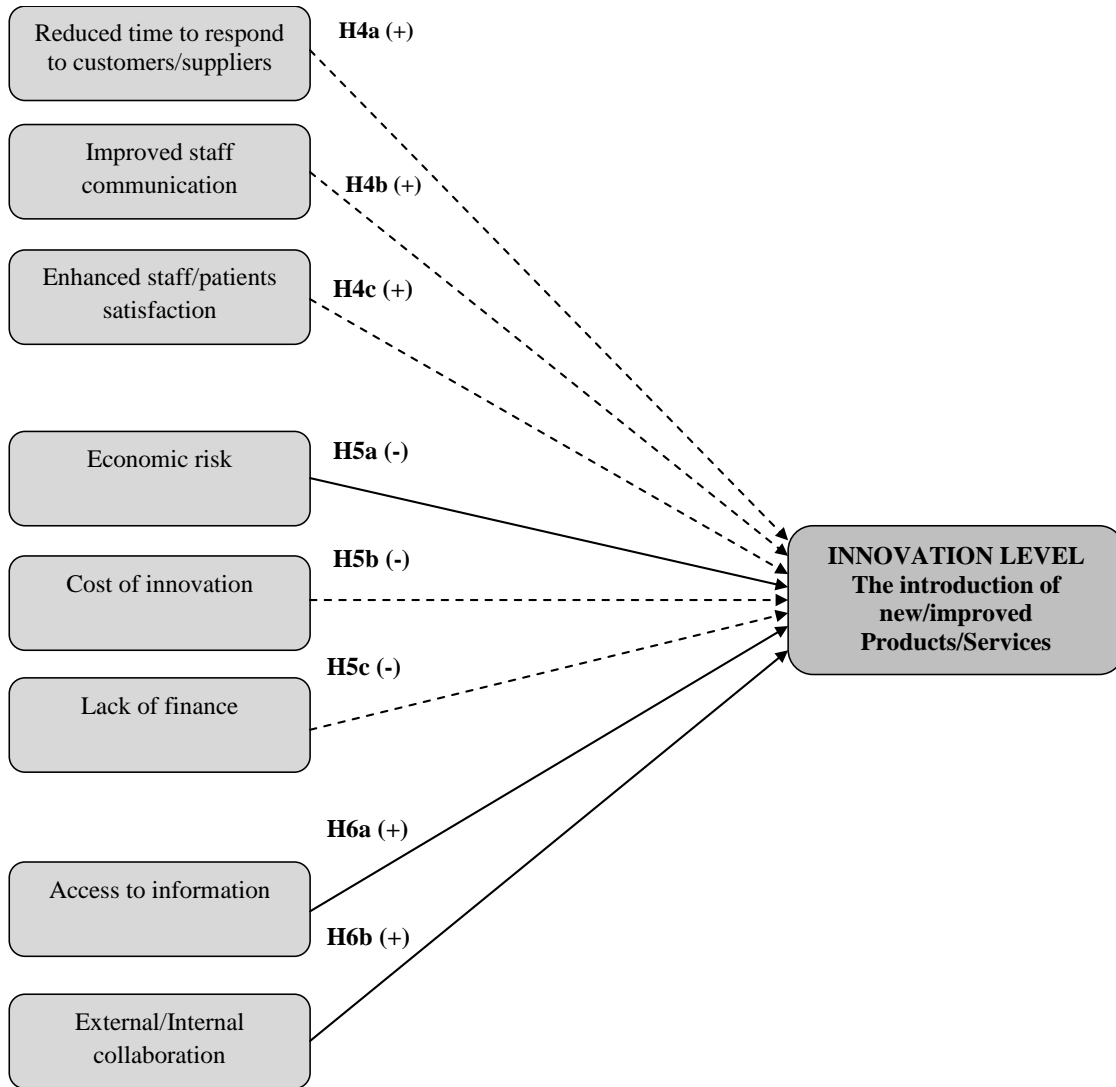 Reduced time to respond
to customers/suppliers
H4a (+)
Improved staff
communication
H4b (+)
Enhanced staff/patients
satisfaction
H4c (+)
Economic risk
H5a (-)
Cost of innovation
H5b (-)
Lack of finance
H5c (-)
Access to information
H6a (+)
External/Internal
collaboration
H6b (+)
INNOVATION LEVEL
The introduction of
new/improved
Products/Services